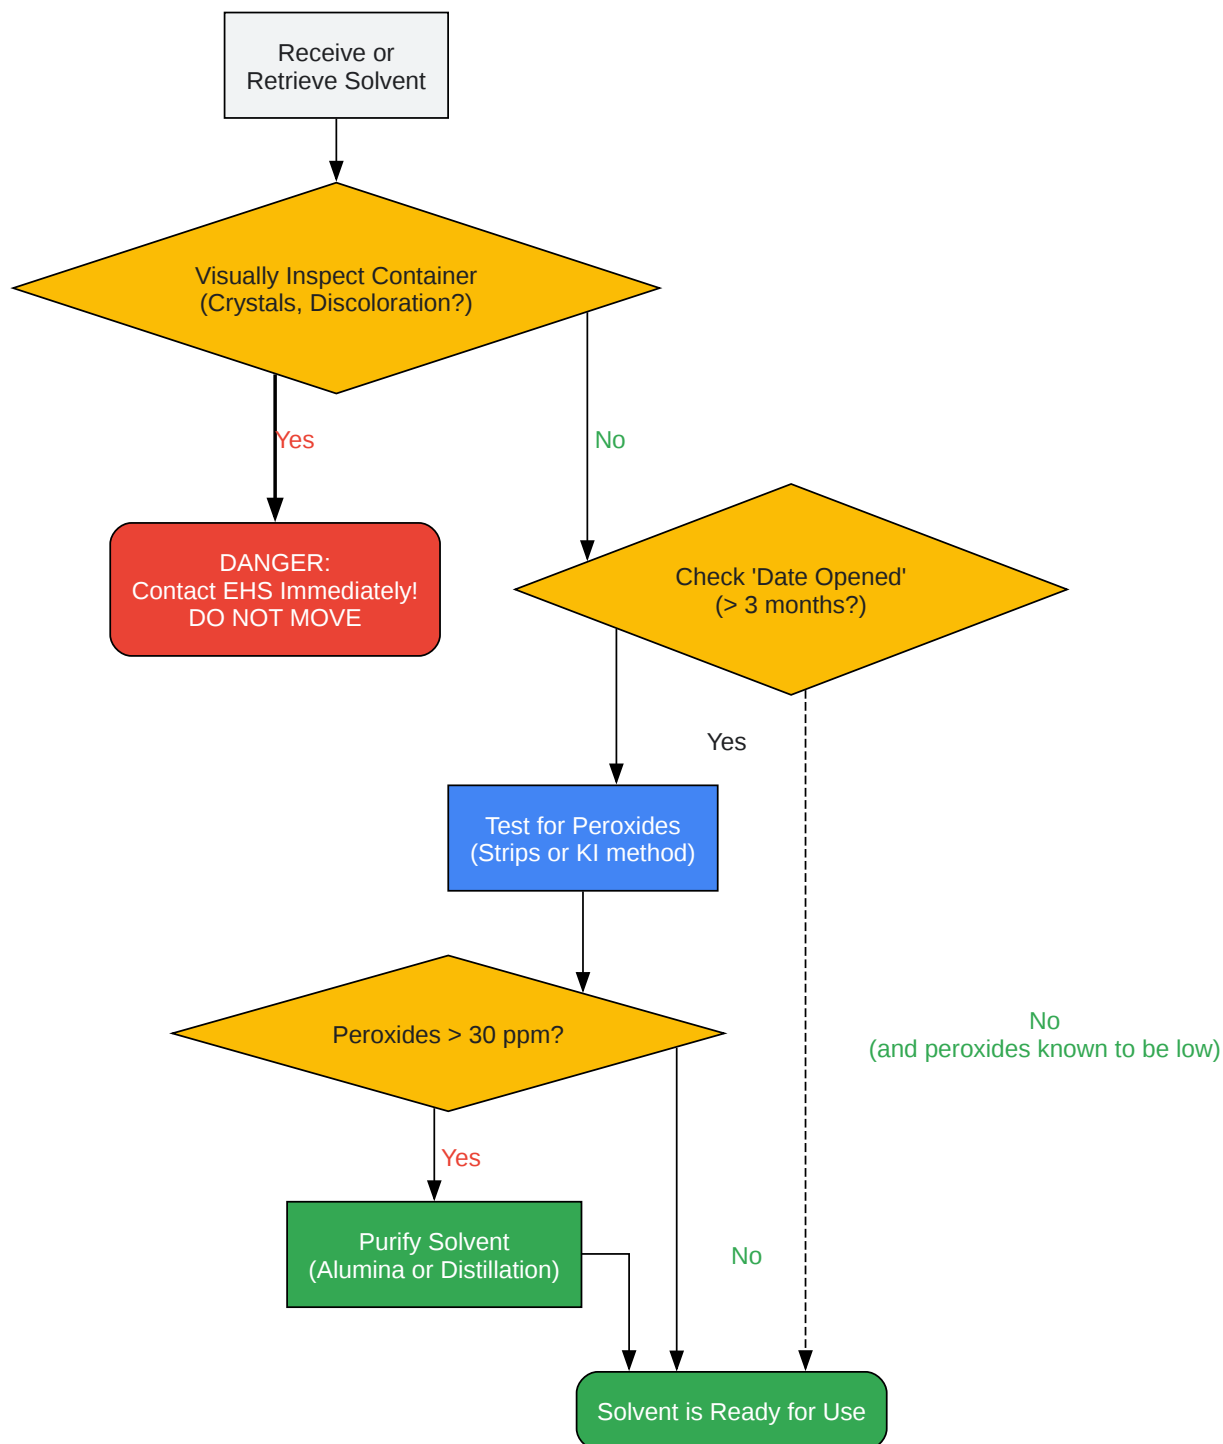 Receive or
Retrieve Solvent
Visually Inspect Container
(Crystals, Discoloration?)
Yes
No
DANGER:
Contact EHS Immediately!
DO NOT MOVE
Check 'Date Opened'
(> 3 months?)
Yes
Test for Peroxides
(Strips or KI method)
No
(and peroxides known to be low)
Peroxides > 30 ppm?
Yes
Purify Solvent
(Alumina or Distillation)
No
Solvent is Ready for Use